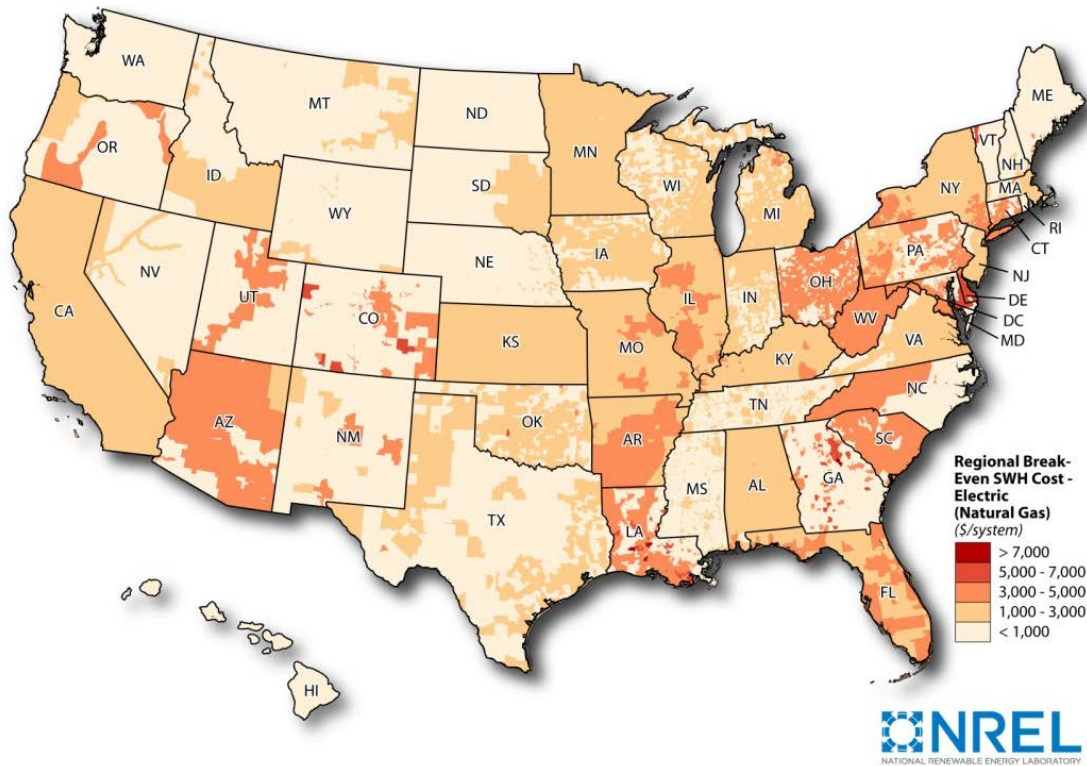 WA
MT
ND
MN
ME
VT
NH
OR
ID
SD
WI
NY
MA
WY
MI
RI
CT
NV
NE
IA
PA
NJ
CA
UT
CO
IL
IN
OH
DE
DC
MD
KS
MO
WV
VA
KY
NC
AZ
NM
OK
TN
AR
SC
TX
MS
AL
GA
LA
FL
HI
Regional Break-
Even SWH Cost -
Electric
(Natural Gas)
($/system)
> 7,000
5,000 - 7,000
3,000 - 5,000
1,000 - 3,000
< 1,000
NREL
NATIONAL RENEWABLE ENERGY LABORATORY